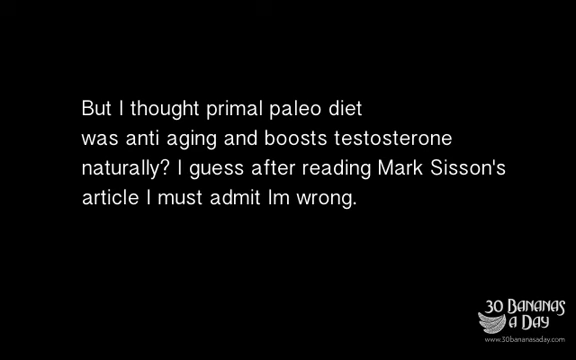 But I thought primal paleo diet
was anti aging and boosts testosterone
naturally? I guess after reading Mark Sisson's
article I must admit Im wrong.
30 BANANAS
A DAY
www.30bananasaday.com